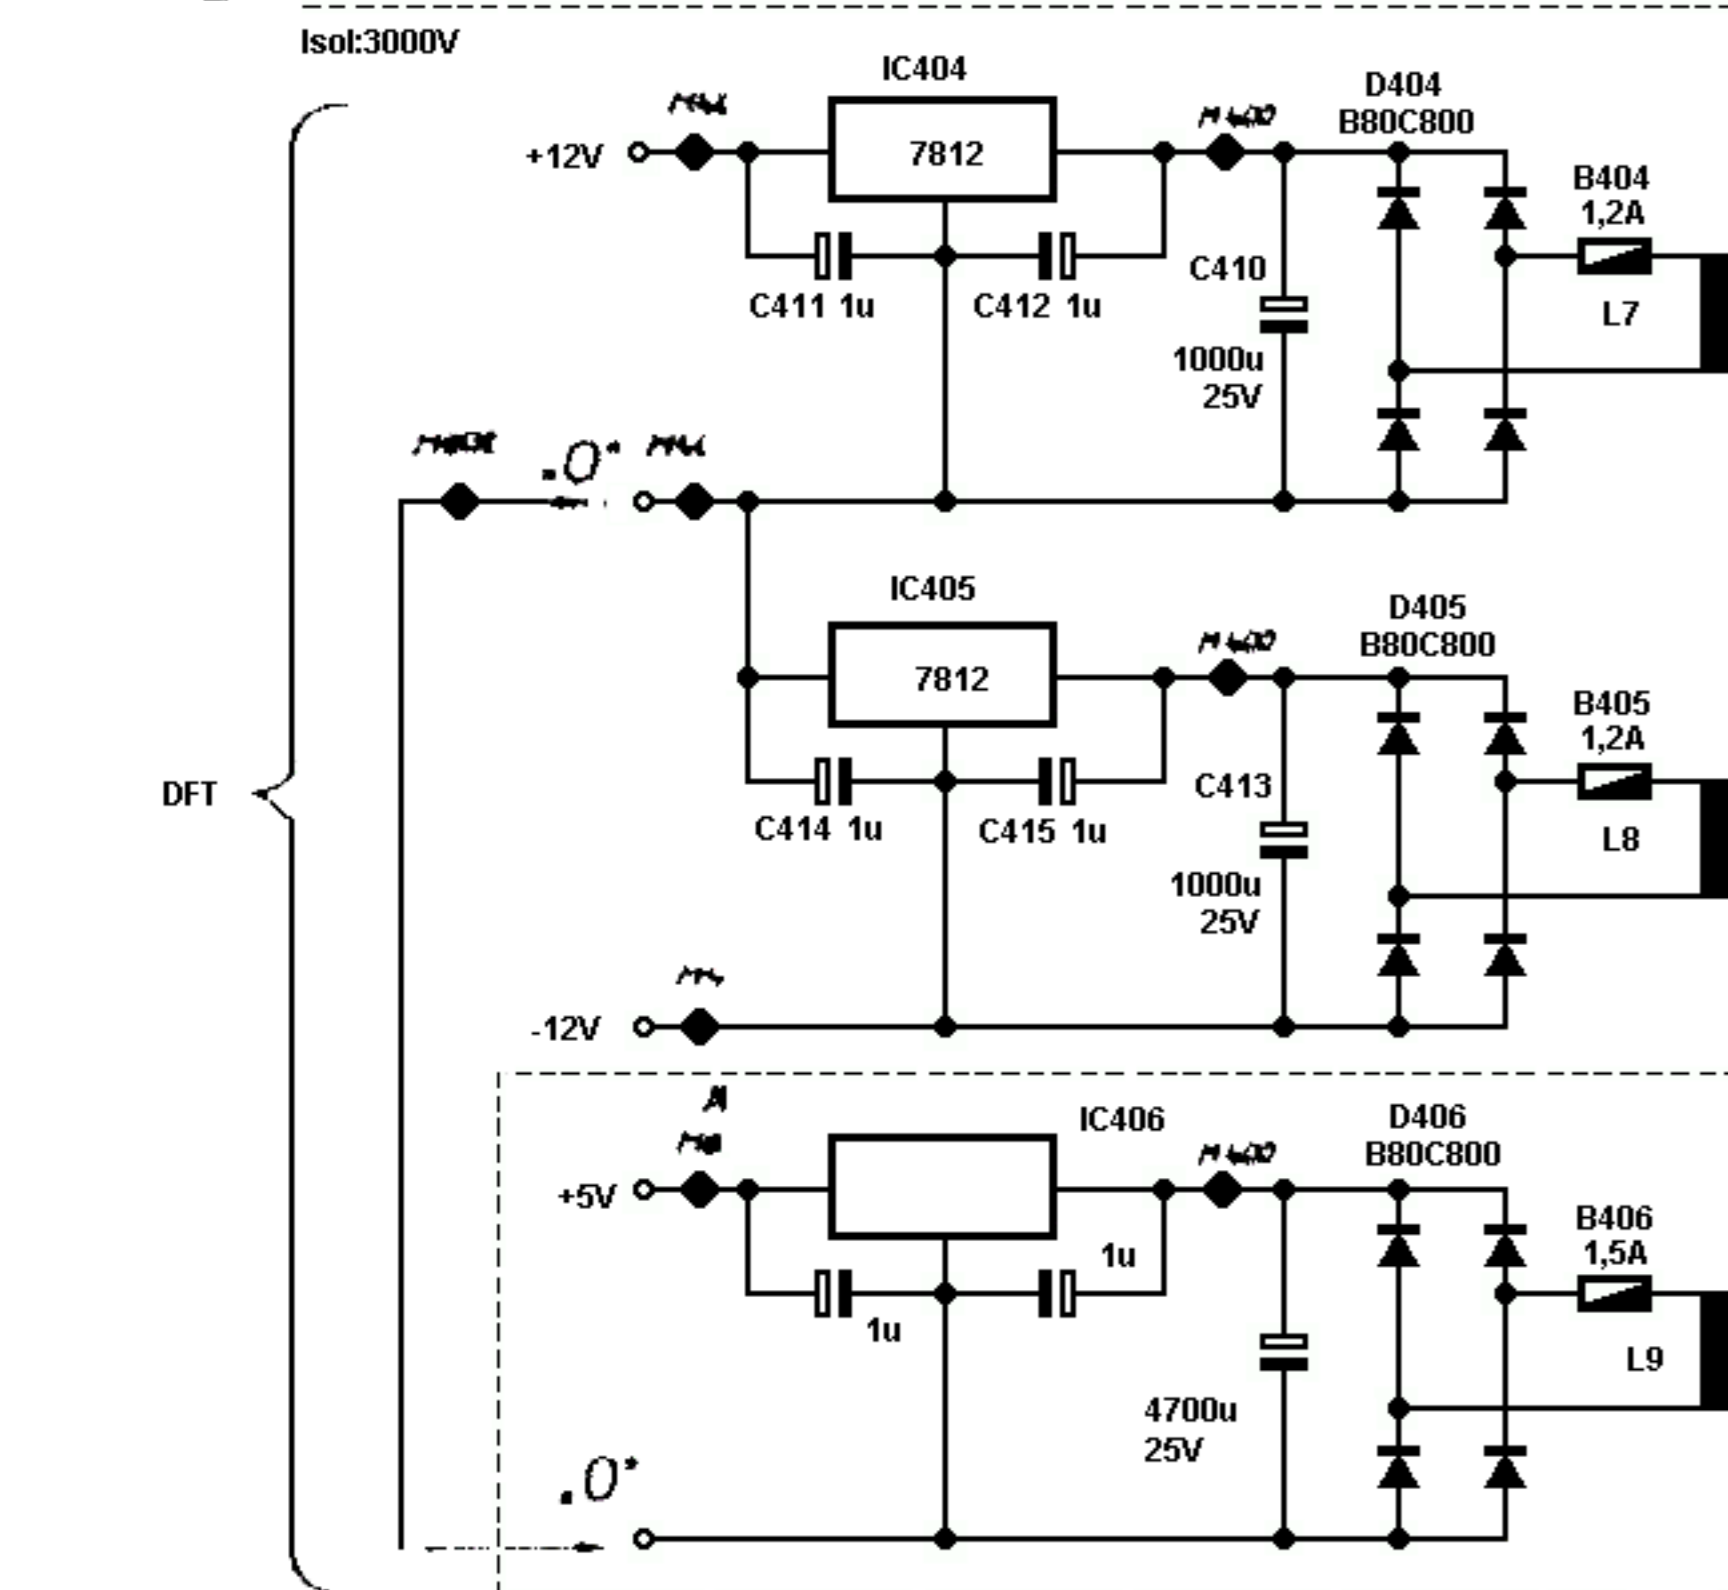 Isol:3000V
IC404
D404
B80C800
+12V
7812
B404
1,2A
C410
C411 1u
C412 1u
L7
1000u
25V
.0"
IC405
D405
B80C800
7812
B405
1,2A
C413
C414 1u
C415 1u
L8
DFT
1000u
25V
-12V
IC406
D406
B80C800
+5V
B406
1,5A
1u
1u
L9
4700u
25V
.0"